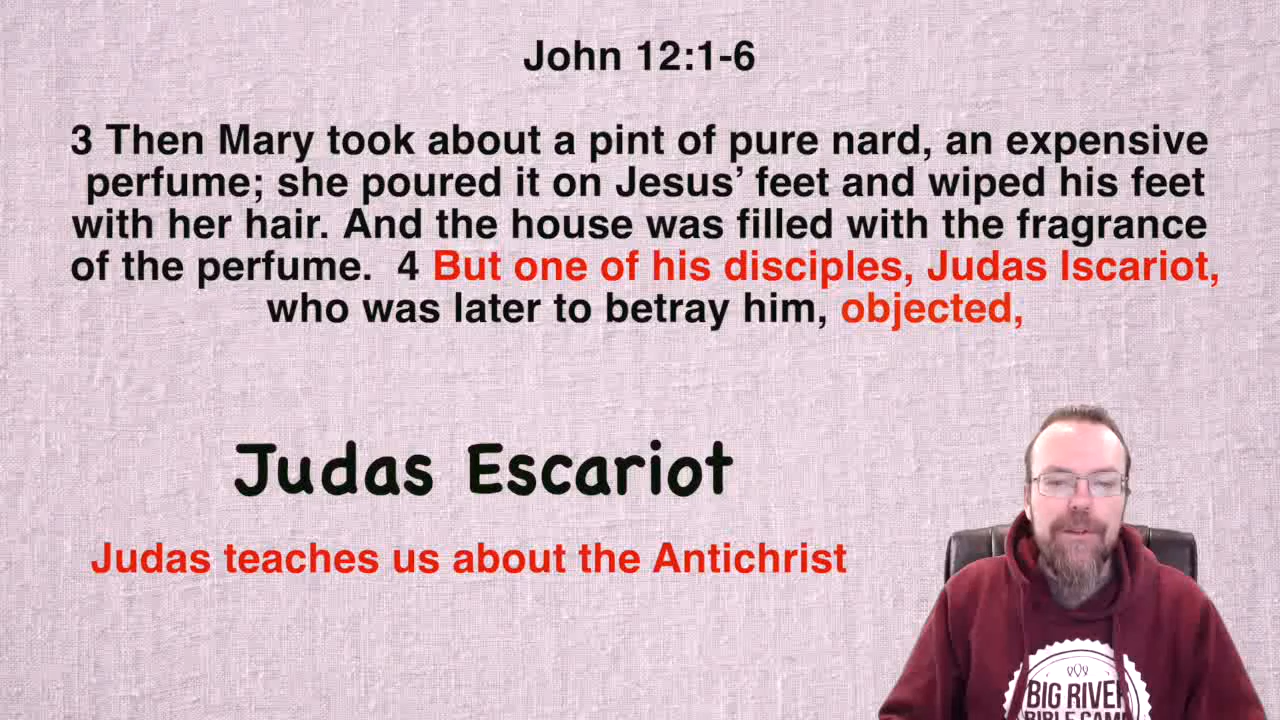 John 12:1-6
3 Then Mary took about a pint of pure nard, an expensive
perfume; she poured it on Jesus’ feet and wiped his feet
with her hair. And the house was filled with the fragrance
of the perfume.  4 But one of his disciples, Judas Iscariot,
who was later to betray him, objected,
Judas Escariot
Judas teaches us about the Antichrist
BIG RIVER
BIBLE CAMP